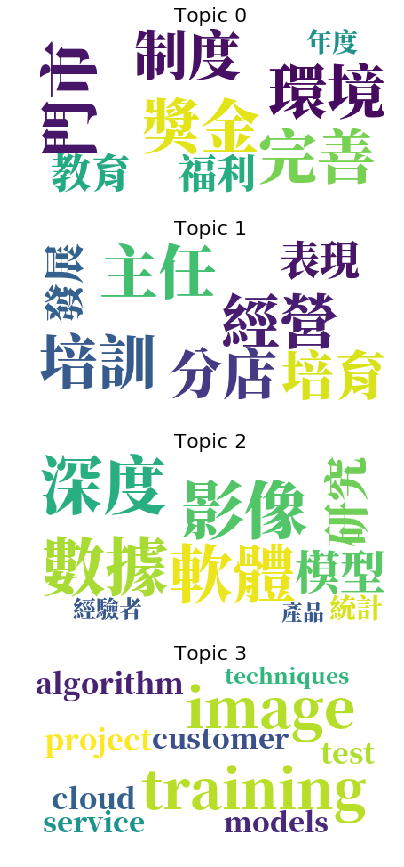 Topic 0
門市
制度
年度
環境
獎金
完善
教育
福利
Topic 1
發展
主任
表現
經營
培訓
分店
培育
Topic 2
深度
影像
研究
數據
軟體
模型
經驗者
產品
統計
Topic 3
algorithm
techniques
image
project
customer
test
training
cloud
service
models